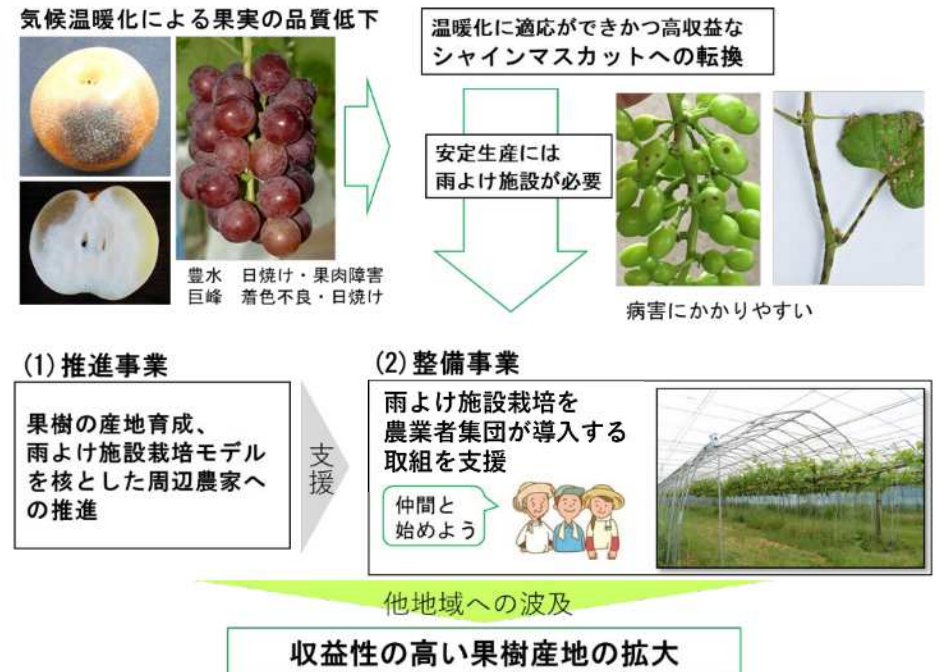 気候温暖化による果実の品質低下
温暖化に適応ができかつ高収益な
シャインマスカットへの転換
安定生産には
雨よけ施設が必要
豊水　日焼け・果肉障害
巨峰　着色不良・日焼け
病害にかかりやすい
(1)推進事業
果樹の産地育成、
雨よけ施設栽培モデル
を核とした周辺農家へ
の推進
支援
(2)整備事業
雨よけ施設栽培を
農業者集団が導入する
取組を支援
仲間と
始めよう
他地域への波及
収益性の高い果樹産地の拡大